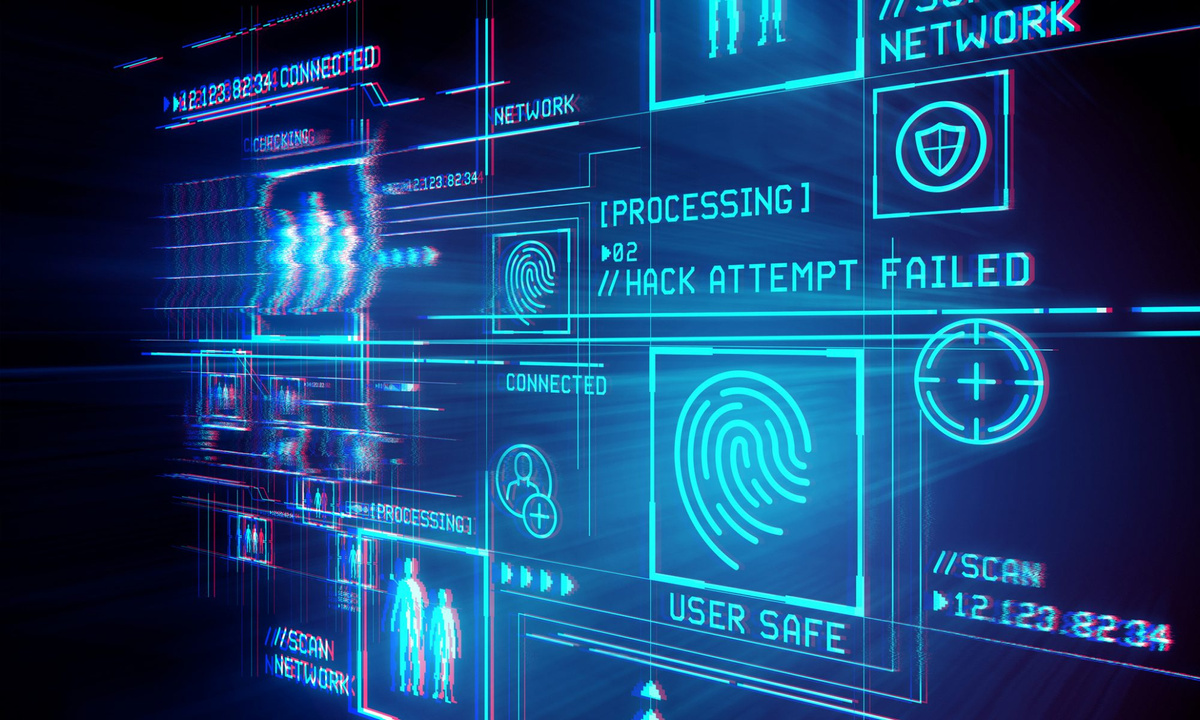 //SCAN
NETWORK
12.123.82.34 CONNECTED
NETWORK
CHECKING
12.123.82.34
[PROCESSING]
02
//HACK ATTEMPT FAILED
CONNECTED
[PROCESSING]
USER SAFE
//SCAN
12.123.82.34
//SCAN
NETWORK